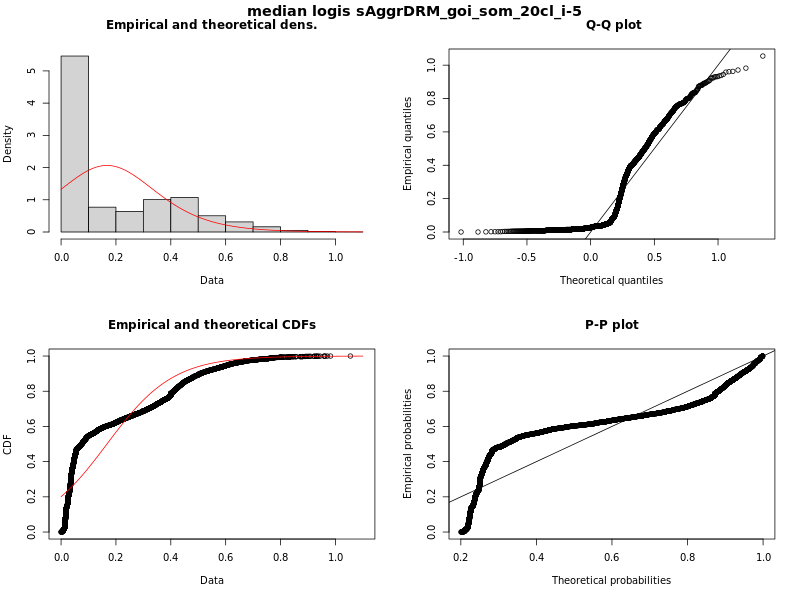 median logis sAggrDRM_goi_som_20cl_i-5
Empirical and theoretical dens.
Density
0 1 2 3 4 5
0.0 0.2 0.4 0.6 0.8 1.0
Data
Q-Q plot
Empirical quantiles
0.0 0.2 0.4 0.6 0.8 1.0
-1.0 -0.5 0.0 0.5 1.0
Theoretical quantiles
Empirical and theoretical CDFs
CDF
0.0 0.2 0.4 0.6 0.8 1.0
0.0 0.2 0.4 0.6 0.8 1.0
Data
P-P plot
Empirical probabilities
0.0 0.2 0.4 0.6 0.8 1.0
0.2 0.4 0.6 0.8 1.0
Theoretical probabilities